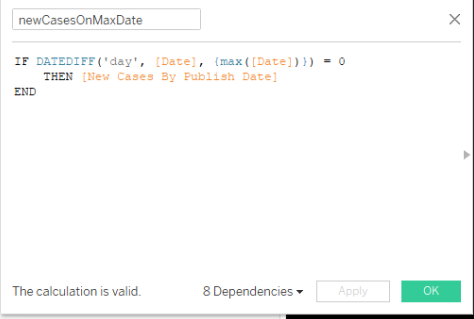 newCasesOnMaxDate
IF DATEDIFF('day', [Date], {max([Date])}) = 0
THEN [New Cases By Publish Date]
END
The calculation is valid.
8 Dependencies
Apply
OK